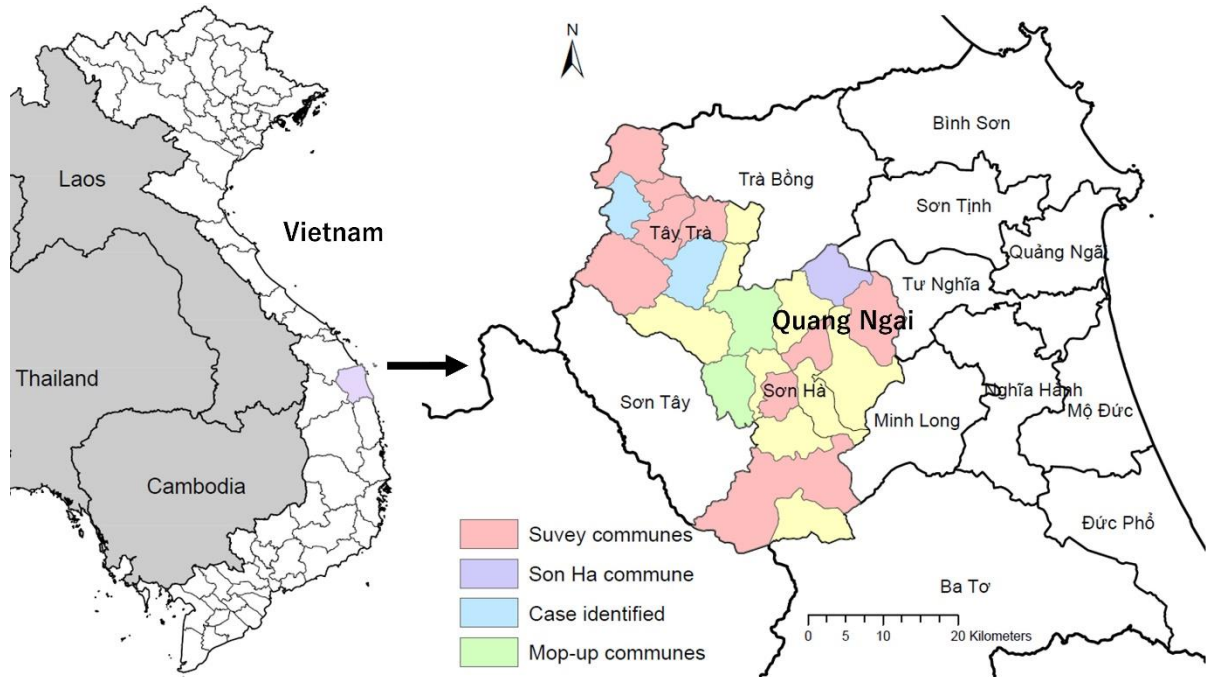 Laos
Vietnam
Thailand
Cambodia
N
Bình Sơn
Trà Bồng
Sơn Tịnh
Tây Trà
Quảng Ngãi
Tư Nghĩa
Quang Ngai
Sơn Tây
Sơn Hà
Minh Long
Nghĩa Hành
Mộ Đức
Đức Phổ
Ba Tơ
Suvey communes
Son Ha commune
Case identified
Mop-up communes
0 5 10 20 Kilometers